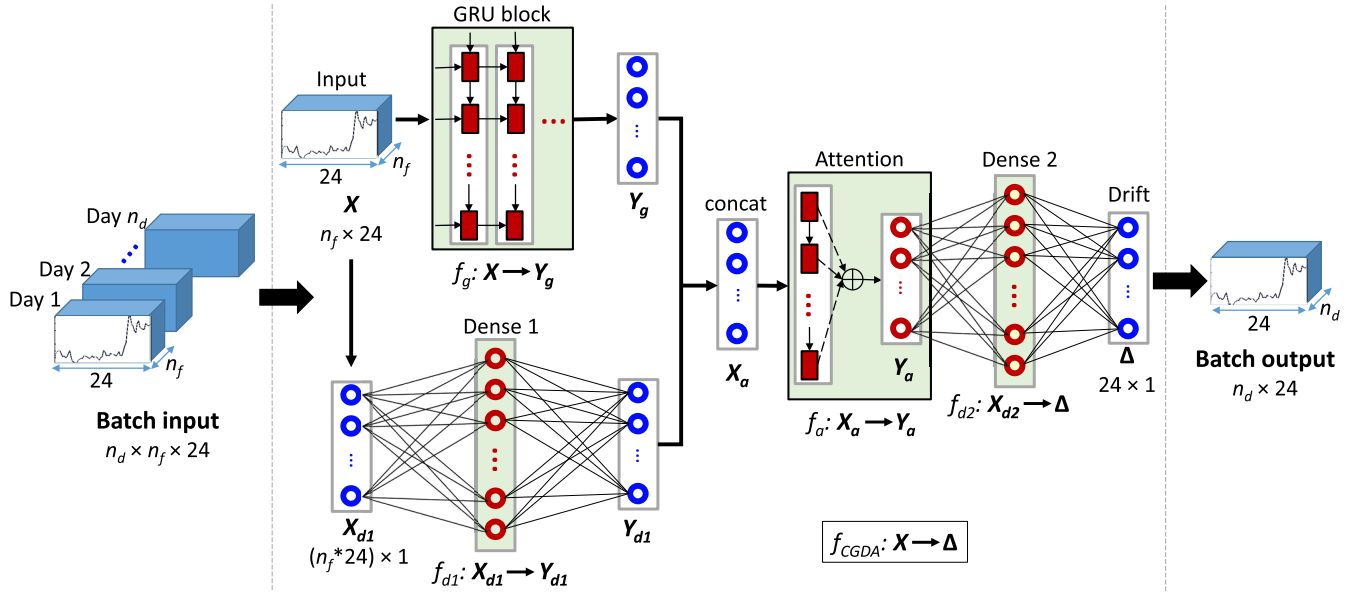 Day n_d
Day 2
Day 1
24
n_f
Batch input
n_d × n_f × 24
Input
24
n_f
X
n_f × 24
GRU block
f_g: X → Y_g
Y_g
X_d1
(n_f*24) × 1
Dense 1
f_d1: X_d1 → Y_d1
Y_d1
concat
X_a
Attention
Y_a
f_a: X_a → Y_a
Dense 2
f_d2: X_d2 → Δ
Drift
Δ
24 × 1
f_CGDA: X → Δ
24
n_d
Batch output
n_d × 24